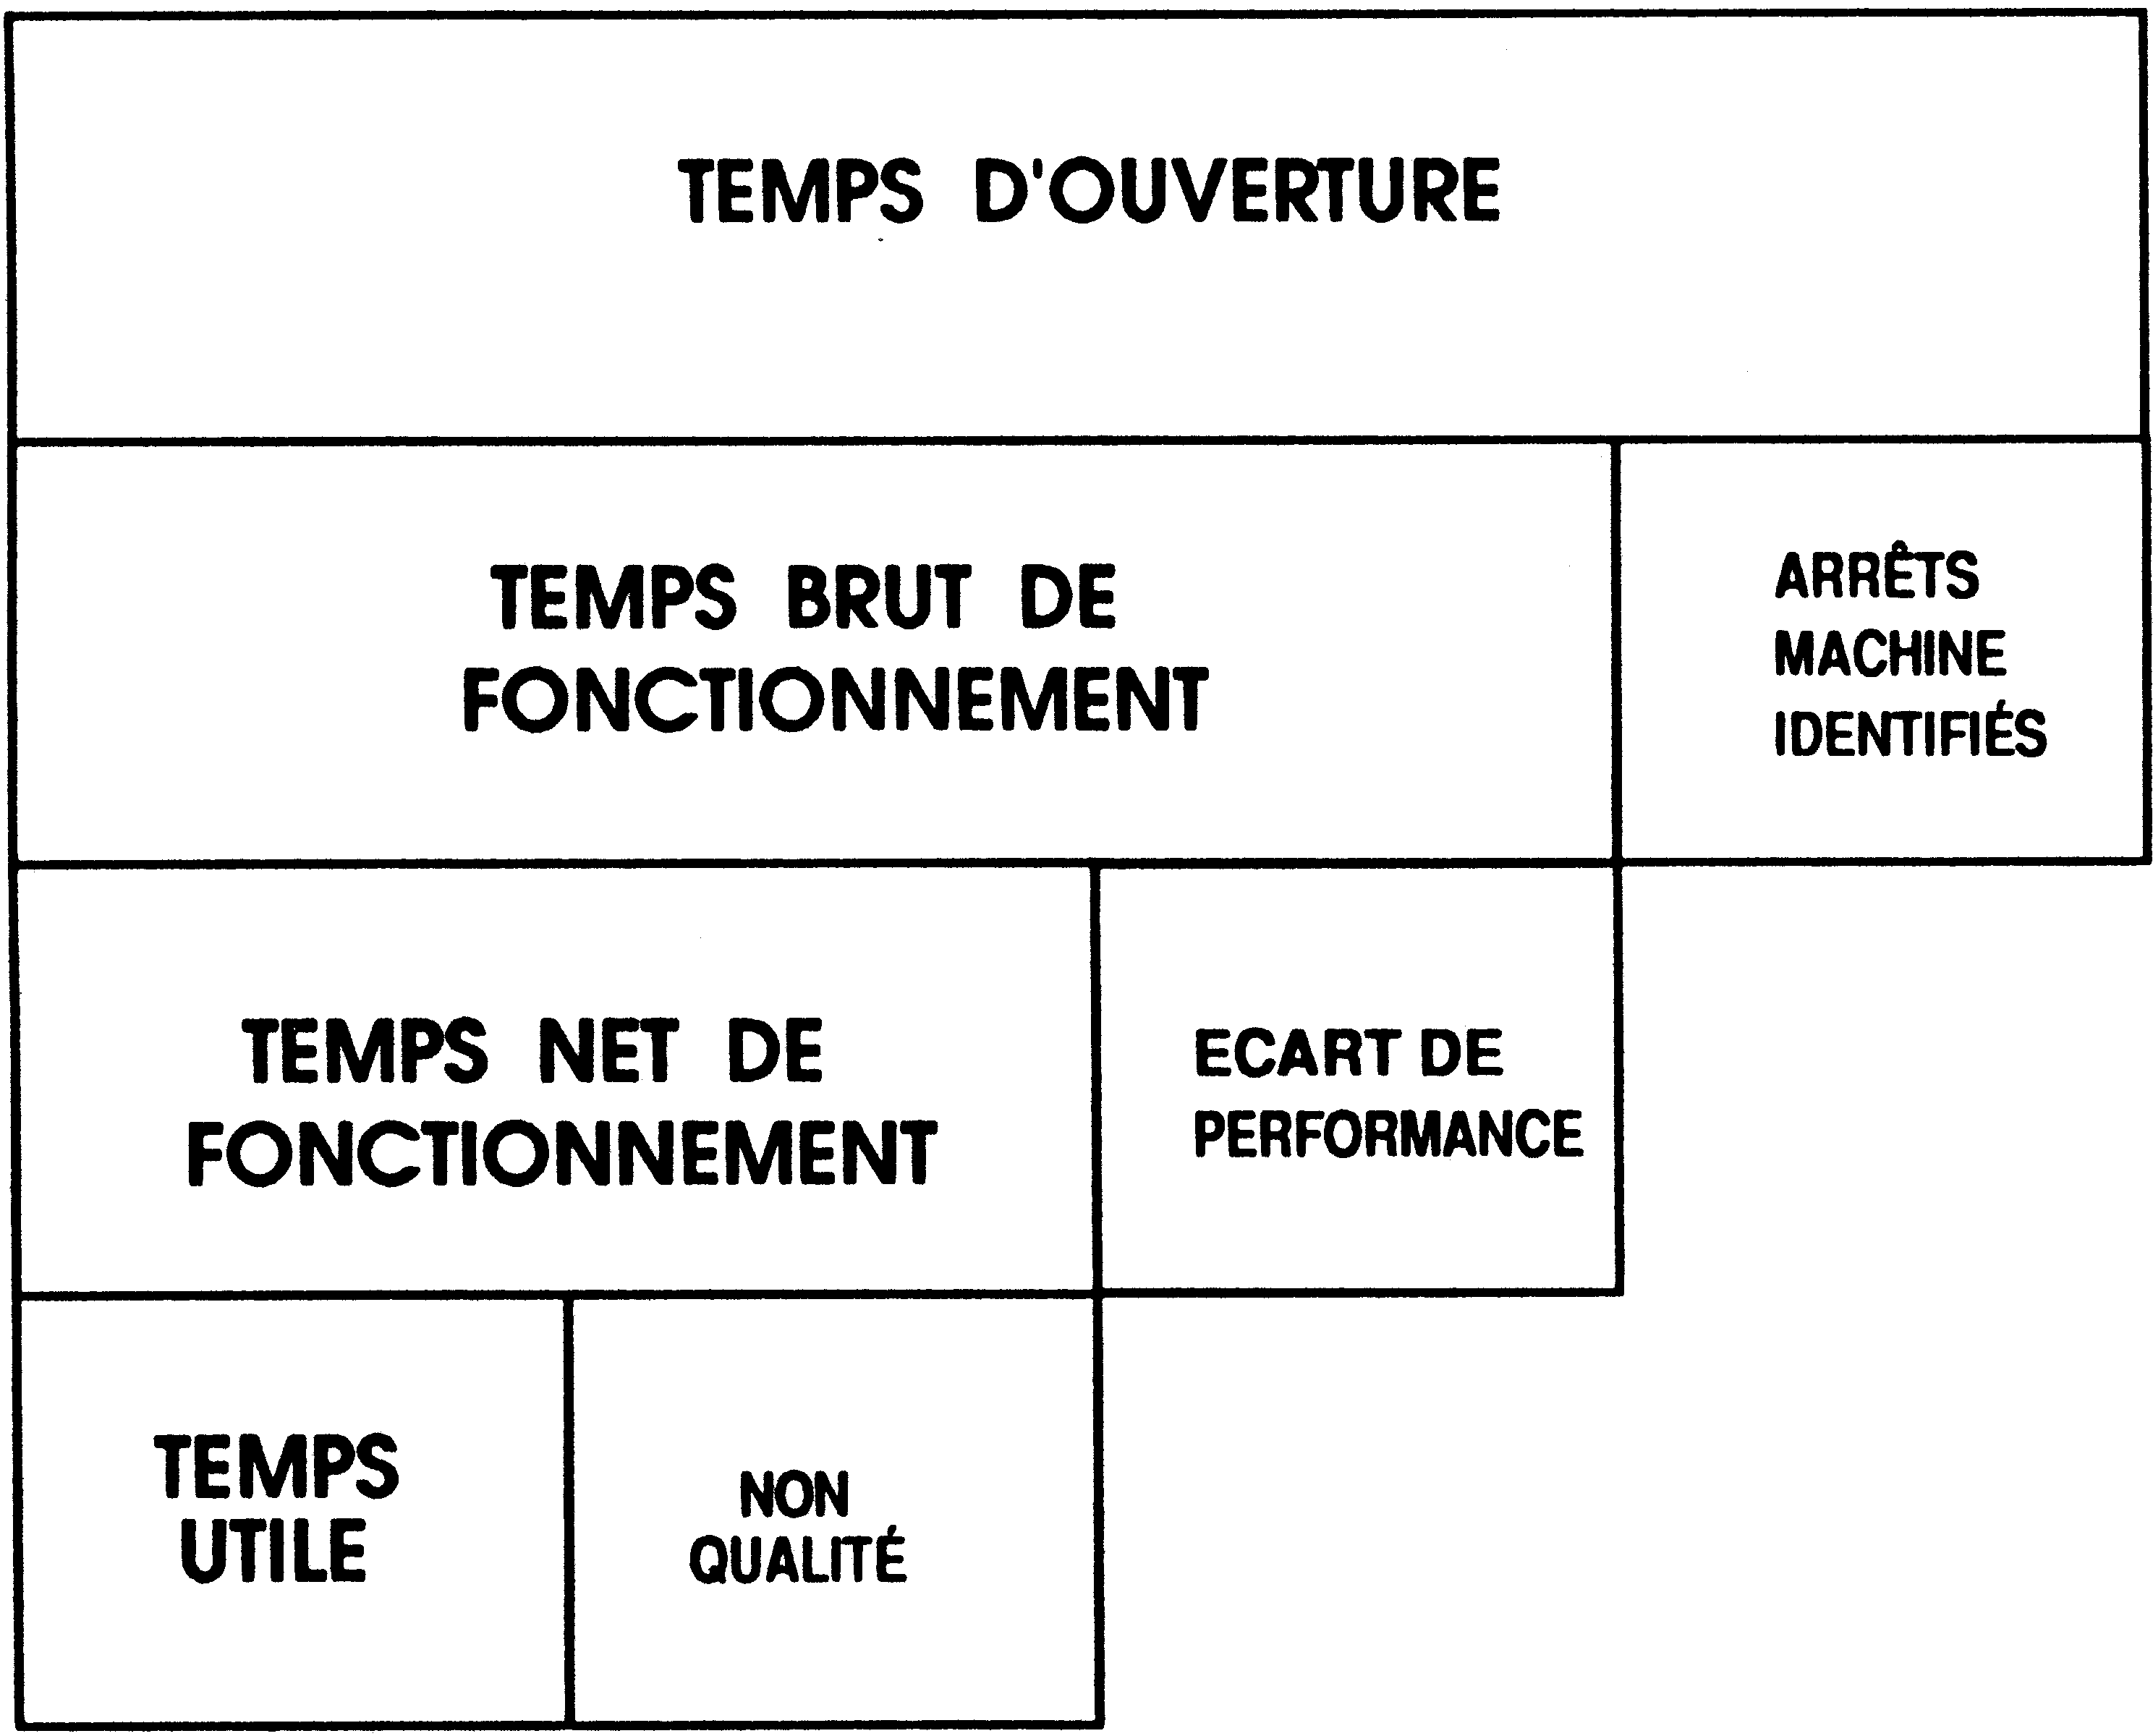 TEMPS D'OUVERTURE
TEMPS BRUT DE
FONCTIONNEMENT
ARRÊTS
MACHINE
IDENTIFIÉS
TEMPS NET DE
FONCTIONNEMENT
ECART DE
PERFORMANCE
TEMPS
UTILE
NON
QUALITÉ